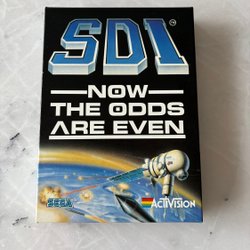 SDI
NOW
THE ODDS
ARE EVEN
SEGA
ACTIVISION